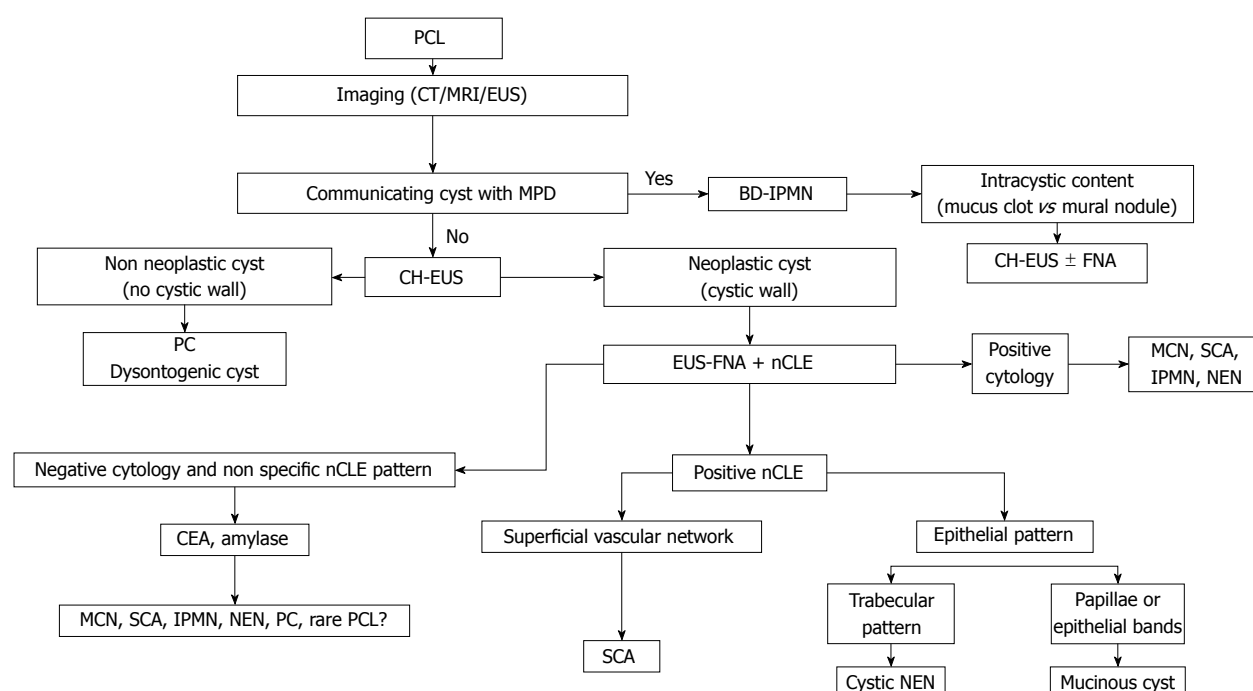 PCL
Imaging (CT/MRI/EUS)
Communicating cyst with MPD
Yes
BD-IPMN
Intracystic content
(mucus clot vs mural nodule)
No
CH-EUS ± FNA
Non neoplastic cyst
(no cystic wall)
CH-EUS
Neoplastic cyst
(cystic wall)
PC
Dysontogenic cyst
EUS-FNA + nCLE
Positive
cytology
MCN, SCA,
IPMN, NEN
Negative cytology and non specific nCLE pattern
Positive nCLE
CEA, amylase
Superficial vascular network
Epithelial pattern
MCN, SCA, IPMN, NEN, PC, rare PCL?
Trabecular
pattern
Papillae or
epithelial bands
SCA
Cystic NEN
Mucinous cyst